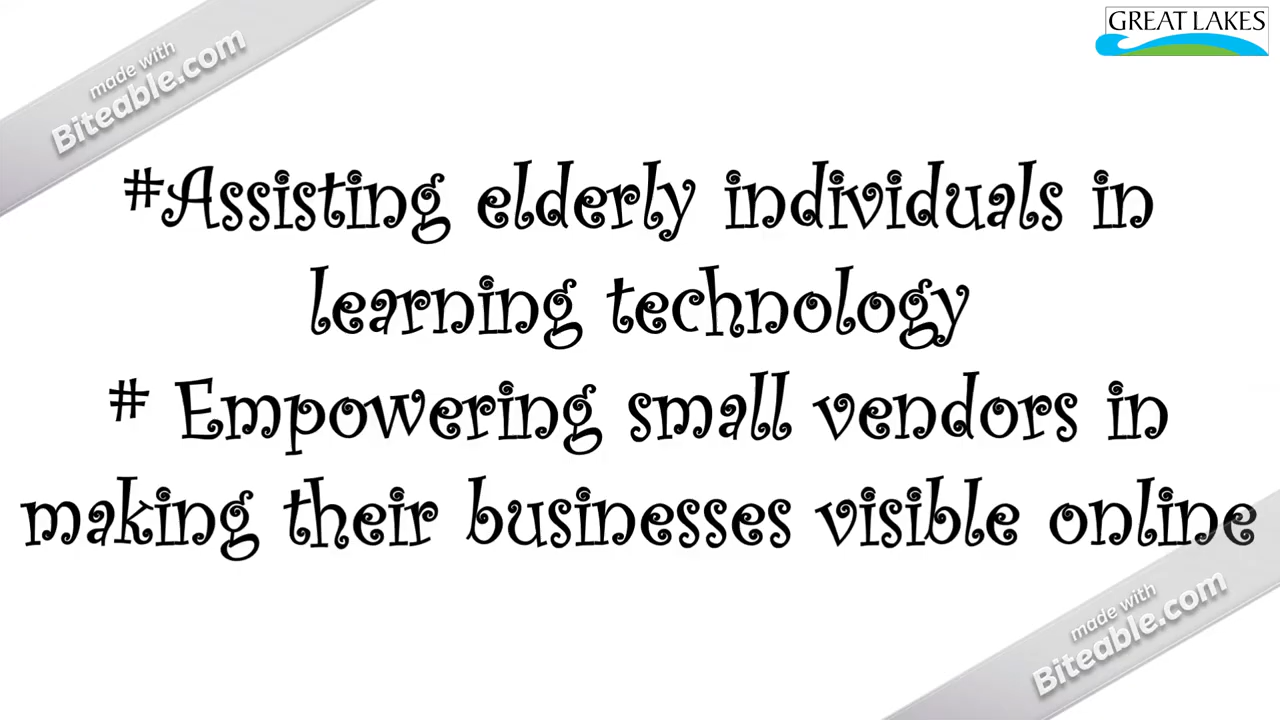 GREAT LAKES
made with
Biteable.com
#Assisting elderly individuals in
learning technology
# Empowering small vendors in
making their businesses visible online
made with
Biteable.com